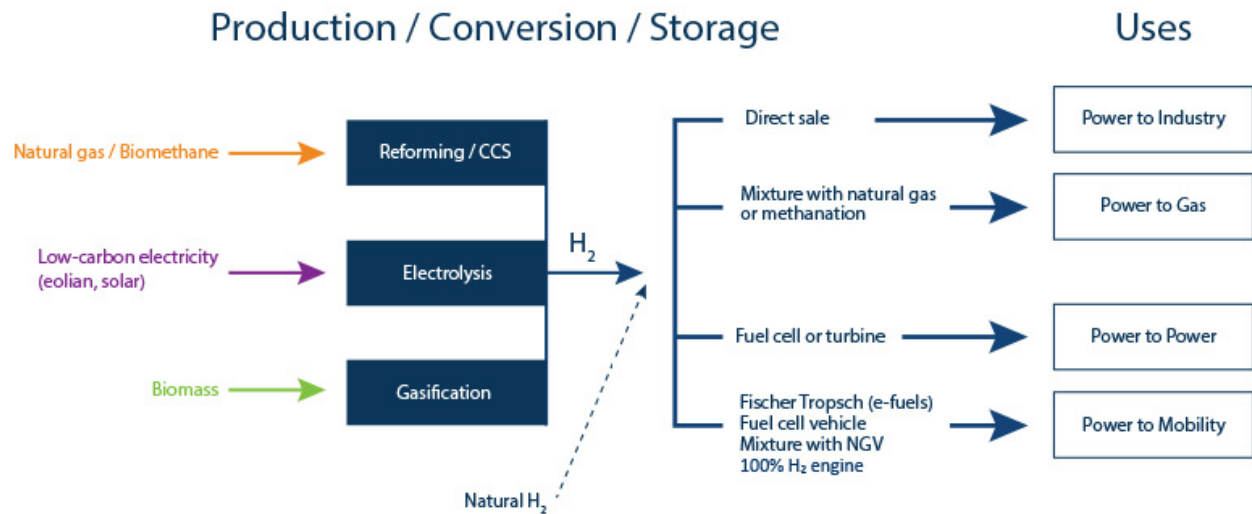 Production / Conversion / Storage
Uses
Natural gas / Biomethane
Reforming / CCS
Low-carbon electricity
(eolian, solar)
Electrolysis
Biomass
Gasification
H₂
Natural H₂
Direct sale
Power to Industry
Mixture with natural gas
or methanation
Power to Gas
Fuel cell or turbine
Power to Power
Fischer Tropsch (e-fuels)
Fuel cell vehicle
Mixture with NGV
100% H₂ engine
Power to Mobility